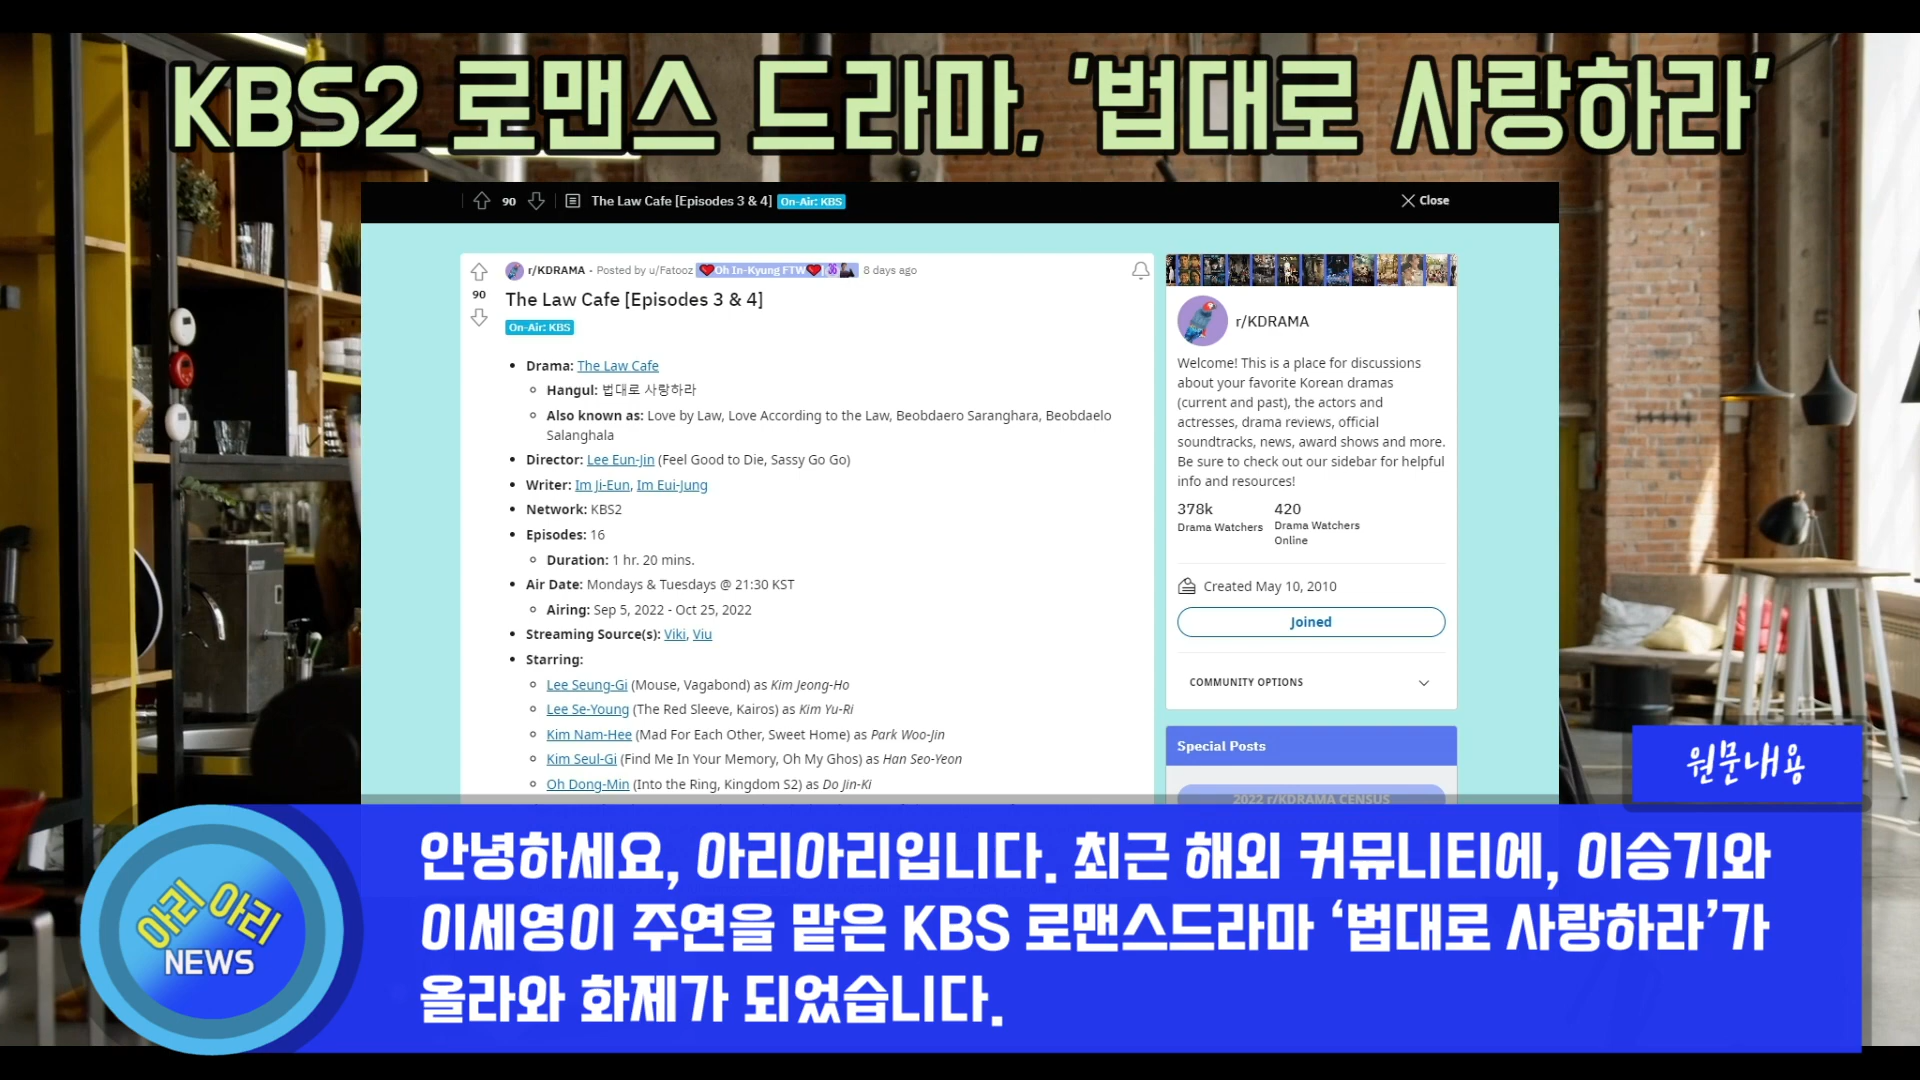 KBS2 로맨스 드라마, ‘법대로 사랑하라’
90 The Law Cafe [Episodes 3 & 4] On-Air: KBS Close
r/KDRAMA - Posted by u/Fatooz Oh In-Kyung FTW 8 days ago
90
The Law Cafe [Episodes 3 & 4]
On-Air: KBS
Drama: The Law Cafe
Hangul: 법대로 사랑하라
Also known as: Love by Law, Love According to the Law, Beobdaero Saranghara, Beobdaelo
Salanghala
Director: Lee Eun-Jin (Feel Good to Die, Sassy Go Go)
Writer: Im Ji-Eun, Im Eui-Jung
Network: KBS2
Episodes: 16
Duration: 1 hr. 20 mins.
Air Date: Mondays & Tuesdays @ 21:30 KST
Airing: Sep 5, 2022 - Oct 25, 2022
Streaming Source(s): Viki, Viu
Starring:
Lee Seung-Gi (Mouse, Vagabond) as Kim Jeong-Ho
Lee Se-Young (The Red Sleeve, Kairos) as Kim Yu-Ri
Kim Nam-Hee (Mad For Each Other, Sweet Home) as Park Woo-Jin
Kim Seul-Gi (Find Me In Your Memory, Oh My Ghos) as Han Seo-Yeon
Oh Dong-Min (Into the Ring, Kingdom S2) as Do Jin-Ki
r/KDRAMA
Welcome! This is a place for discussions
about your favorite Korean dramas
(current and past), the actors and
actresses, drama reviews, official
soundtracks, news, award shows and more.
Be sure to check out our sidebar for helpful
info and resources!
378k 420
Drama Watchers Drama Watchers
Online
Created May 10, 2010
Joined
COMMUNITY OPTIONS
Special Posts
2022 r/KDRAMA CENSUS
원문내용
아리 아리
NEWS
안녕하세요, 아리아리입니다. 최근 해외 커뮤니티에, 이승기와
이세영이 주연을 맡은 KBS 로맨스드라마 ‘법대로 사랑하라’가
올라와 화제가 되었습니다.